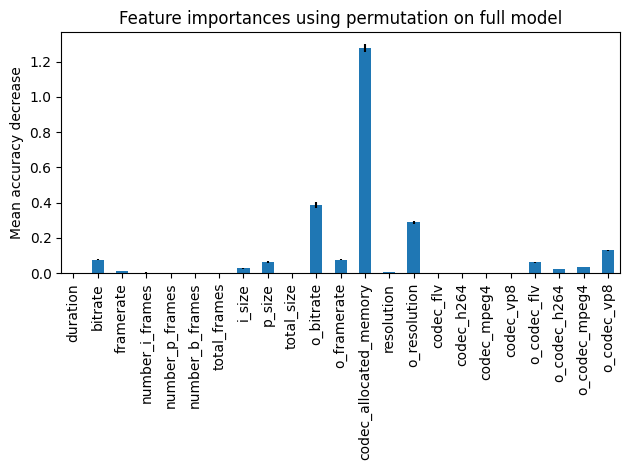 Feature importances using permutation on full model
Mean accuracy decrease
1.2
1.0
0.8
0.6
0.4
0.2
0.0
duration
bitrate
framerate
number_i_frames
number_p_frames
number_b_frames
total_frames
i_size
p_size
total_size
o_bitrate
o_framerate
codec_allocated_memory
resolution
o_resolution
codec_flv
codec_h264
codec_mpeg4
codec_vp8
o_codec_flv
o_codec_h264
o_codec_mpeg4
o_codec_vp8